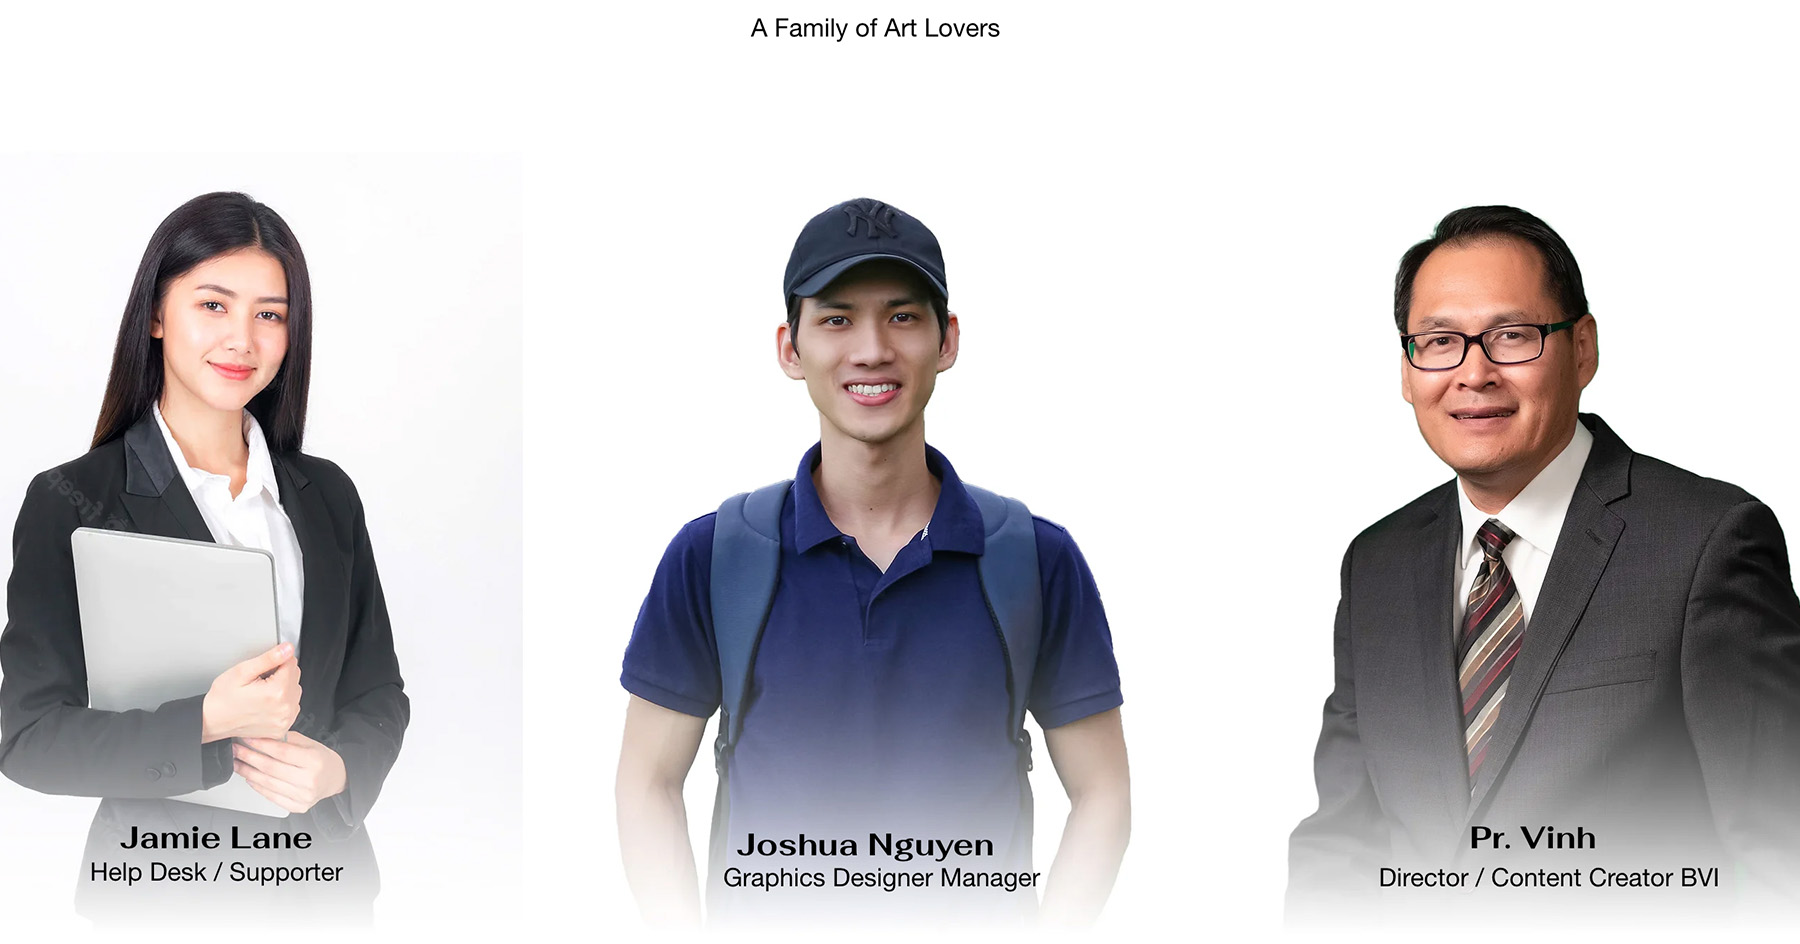 A Family of Art Lovers
NY
Jamie Lane
Help Desk / Supporter
Joshua Nguyen
Graphics Designer Manager
Pr. Vinh
Director / Content Creator BVI